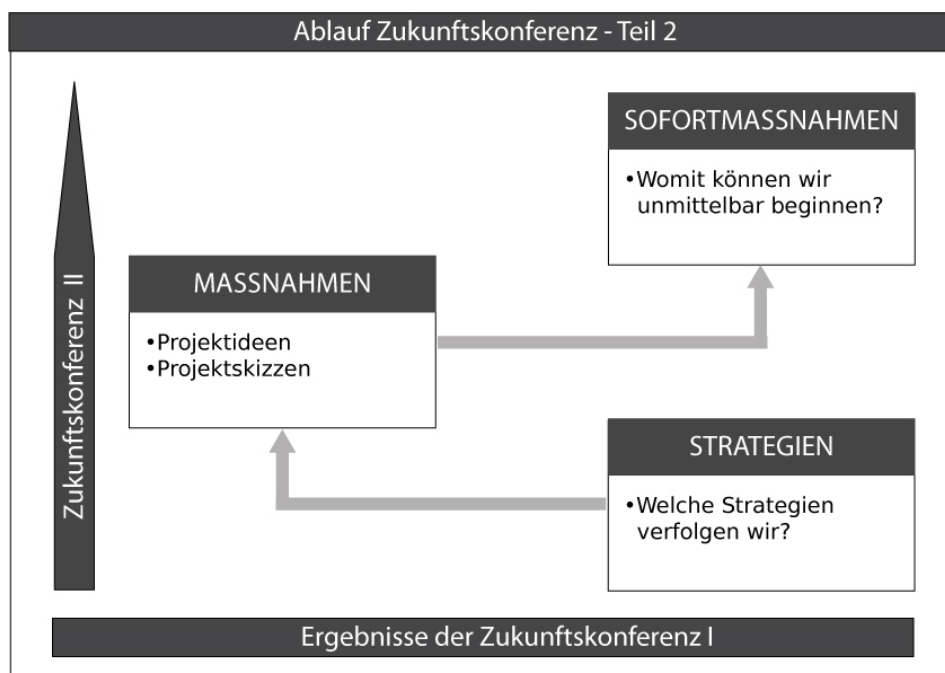 Ablauf Zukunftskonferenz - Teil 2
SOFORTMASSNAHMEN
•Womit können wir
unmittelbar beginnen?
Zukunftskonferenz II
MASSNAHMEN
•Projektideen
•Projektskizzen
STRATEGIEN
•Welche Strategien
verfolgen wir?
Ergebnisse der Zukunftskonferenz I